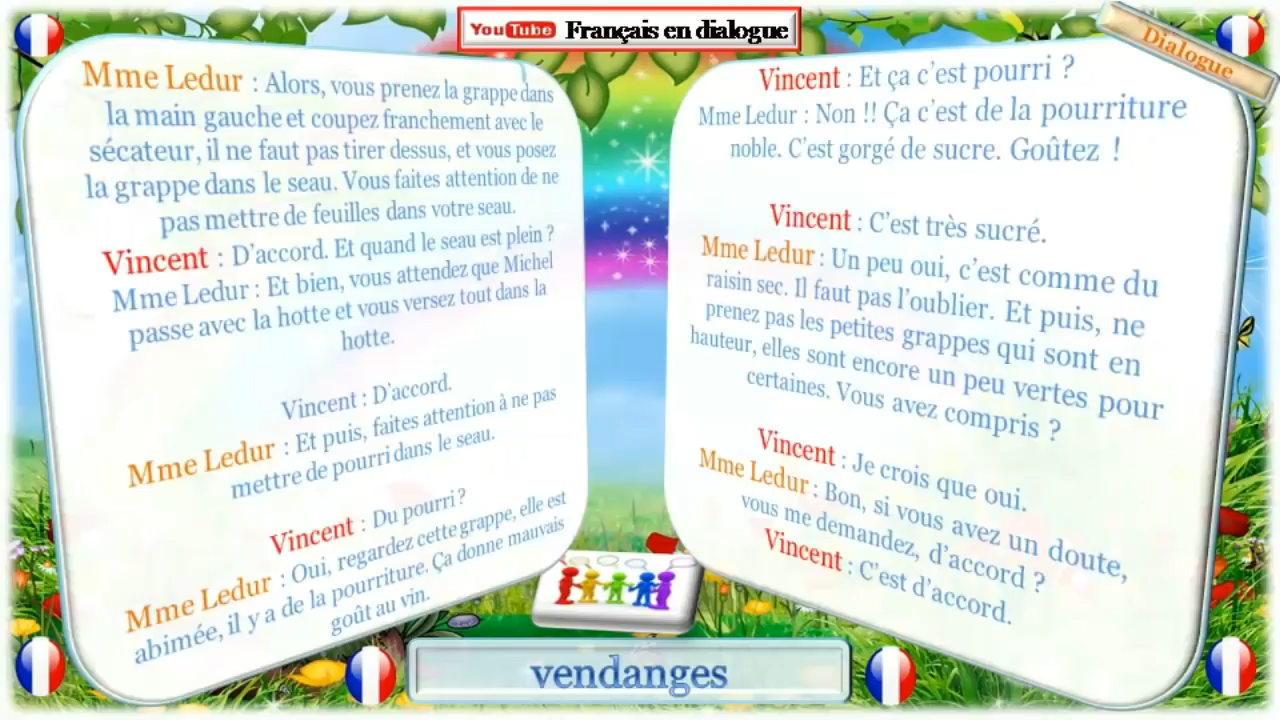 YouTube Français en dialogue
Dialogue
Mme Ledur : Alors, vous prenez la grappe dans
la main gauche et coupez franchement avec le
sécateur, il ne faut pas tirer dessus, et vous posez
la grappe dans le seau. Vous faites attention de ne
pas mettre de feuilles dans votre seau.
Vincent : D'accord. Et quand le seau est plein ?
Mme Ledur : Et bien, vous attendez que Michel
passe avec la hotte et vous versez tout dans la
hotte.
Vincent : D'accord.
Mme Ledur : Et puis, faites attention à ne pas
mettre de pourri dans le seau.
Vincent : Du pourri ?
Mme Ledur : Oui, regardez cette grappe, elle est
abimée, il y a de la pourriture. Ça donne mauvais
goût au vin.
Vincent : Et ça c'est pourri ?
Mme Ledur : Non !! Ça c'est de la pourriture
noble. C'est gorgé de sucre. Goûtez !
Vincent : C'est très sucré.
Mme Ledur : Un peu oui, c'est comme du
raisin sec. Il faut pas l'oublier. Et puis, ne
prenez pas les petites grappes qui sont en
hauteur, elles sont encore un peu vertes pour
certaines. Vous avez compris ?
Vincent : Je crois que oui.
Mme Ledur : Bon, si vous avez un doute,
vous me demandez, d'accord ?
Vincent : C'est d'accord.
vendanges